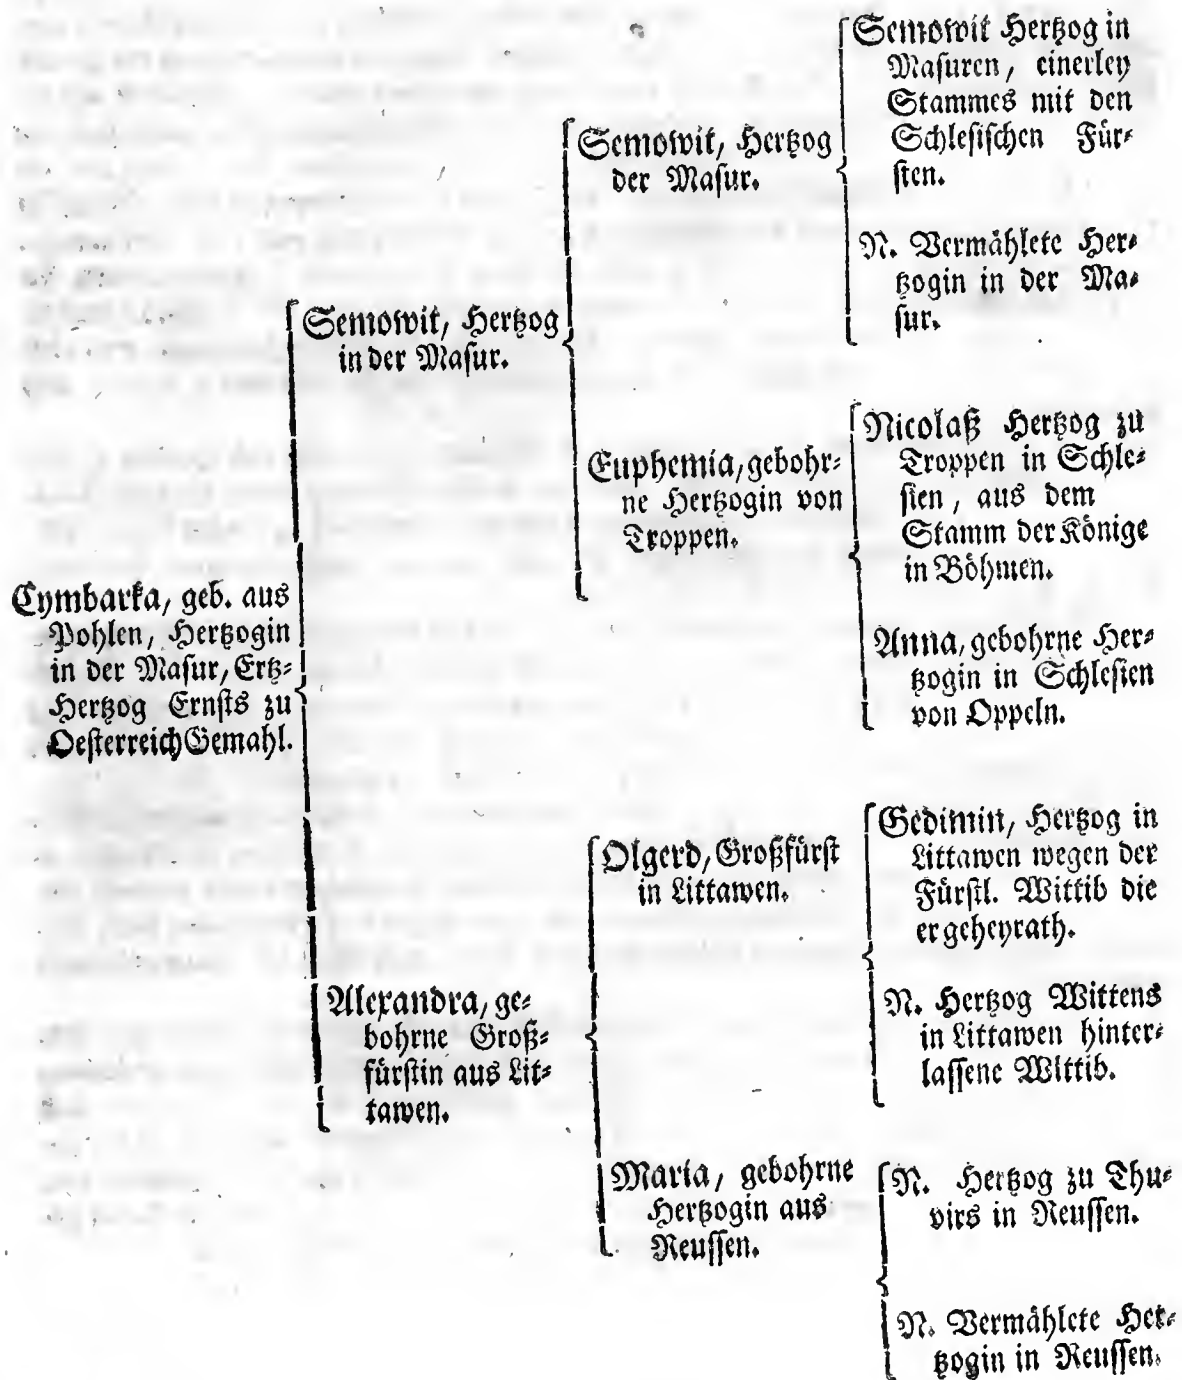 Cymbarka, geb. aus
Pohlen, Hertzogin
in der Masur, Ertz-
Hertzog Ernsts zu
Oesterreich Gemahl.
Semowit, Hertzog
in der Masur.
Alexandra, ge-
bohrne Groß-
fürstin aus Lit-
tawen.
Semowit, Hertzog
der Masur.
Euphemia, gebohr-
ne Hertzogin von
Troppen.
Olgerd, Großfürst
in Littawen.
Maria, gebohrne
Hertzogin aus
Reussen.
Semowit Hertzog in
Masuren, einerley
Stammes mit den
Schlesischen Für-
sten.
N. Vermåhlete Her-
tzogin in der Ma-
sur.
Nicolaß Hertzog zu
Troppen in Schle-
sien, aus dem
Stamm der Könige
in Böhmen.
Anna, gebohrne Her-
tzogin in Schlesien
von Oppeln.
Gedimin, Hertzog in
Littawen wegen der
Fürstl. Wittib die
er geheyrath.
N. Hertzog Wittens
in Littawen hinter-
lassene Wittib.
N. Hertzog zu Thu-
virs in Reussen.
N. Vermåhlete Her-
tzogin in Reussen.